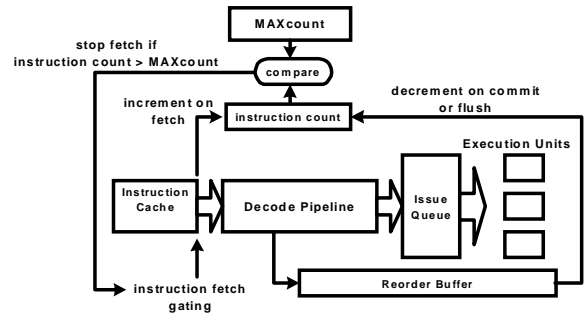 MAXcount
stop fetch if
instruction count > MAXcount
compare
decrement on commit
or flush
increment on
fetch
instruction count
Execution Units
Instruction
Cache
Decode Pipeline
Issue
Queue
instruction fetch
gating
Reorder Buffer